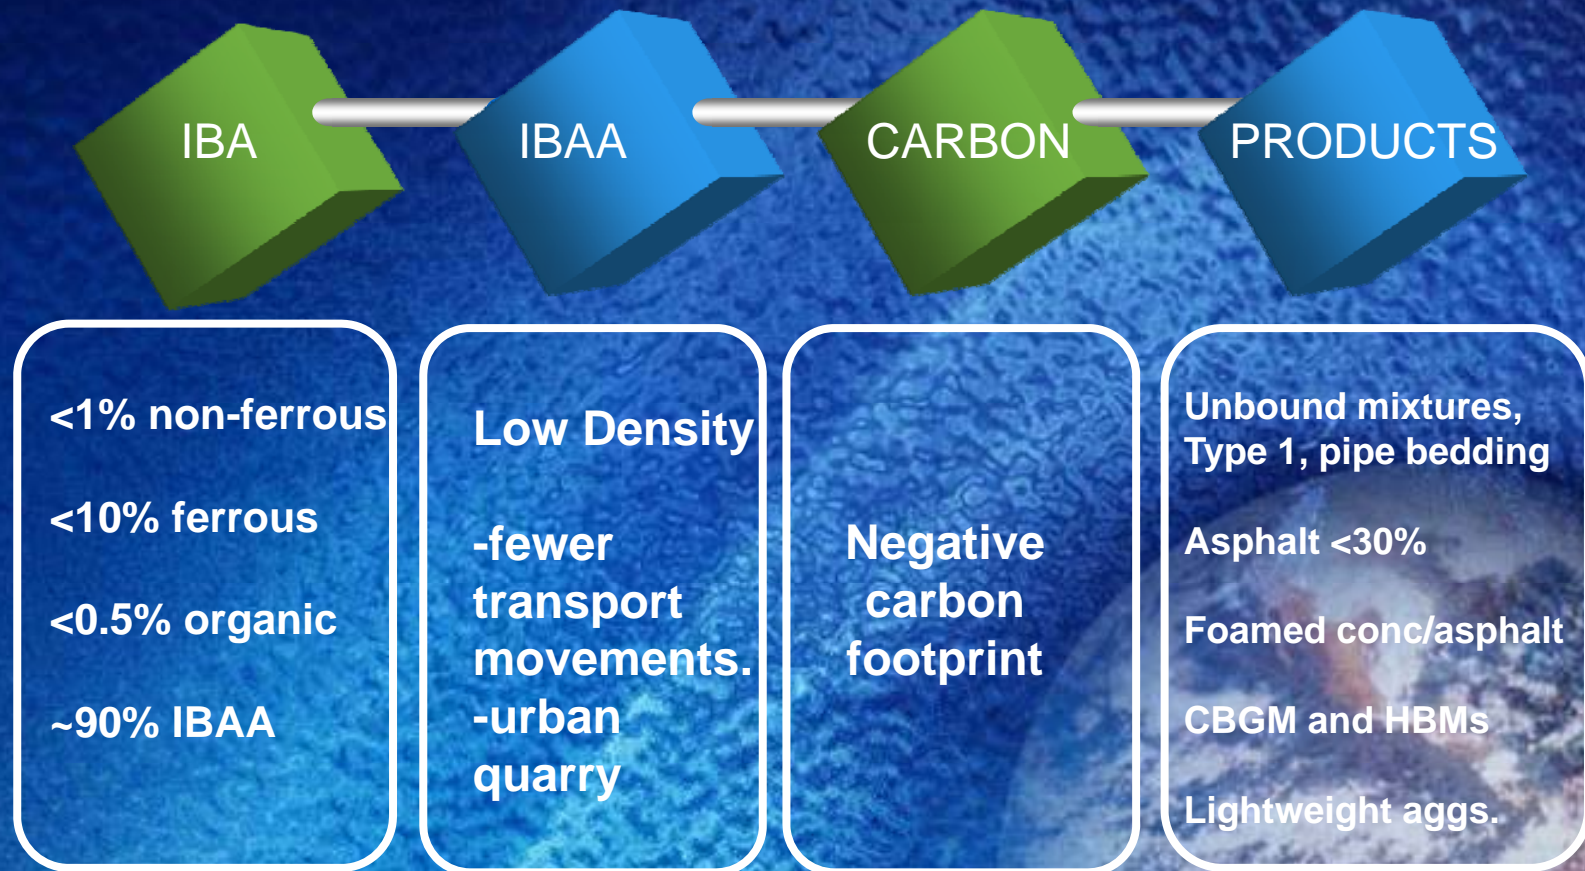 IBA
IBAA
CARBON
PRODUCTS
<1% non-ferrous
<10% ferrous
<0.5% organic
~90% IBAA
Low Density
-fewer
transport
movements.
-urban
quarry
Negative
carbon
footprint
Unbound mixtures,
Type 1, pipe bedding
Asphalt <30%
Foamed conc/asphalt
CBGM and HBMs
Lightweight aggs.